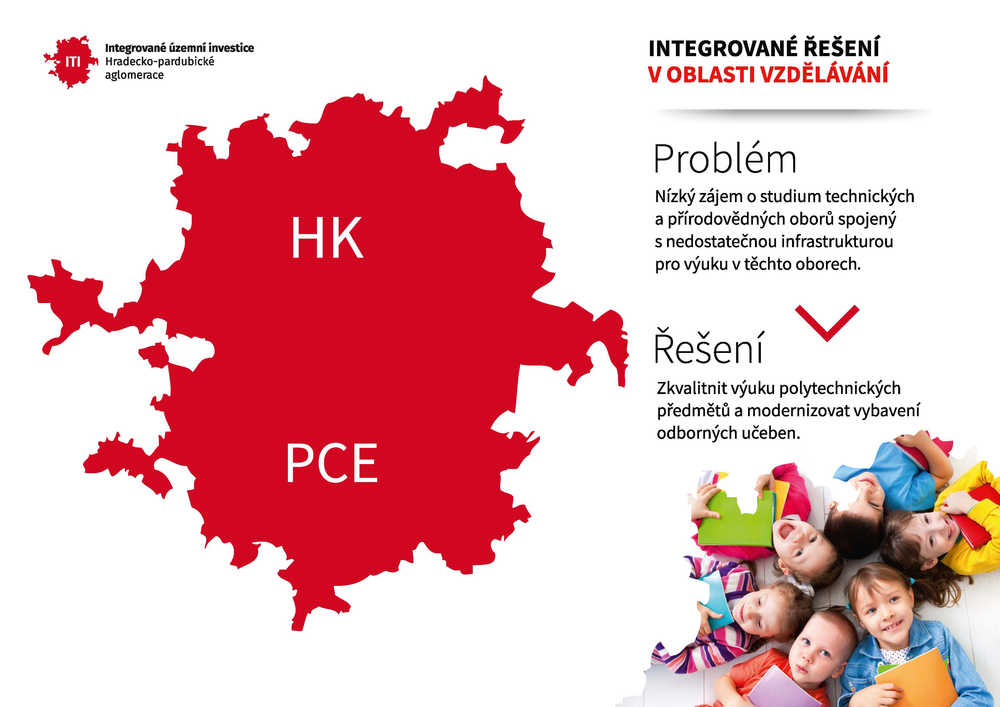 ITI
Integrované územní investice
Hradecko-pardubické
aglomerace
HK
PCE
INTEGROVANÉ ŘEŠENÍ
V OBLASTI VZDĚLÁVÁNÍ
Problém
Nízký zájem o studium technických
a přírodovědných oborů spojený
s nedostatečnou infrastrukturou
pro výuku v těchto oborech.
Řešení
Zkvalitnit výuku polytechnických
předmětů a modernizovat vybavení
odborných učeben.